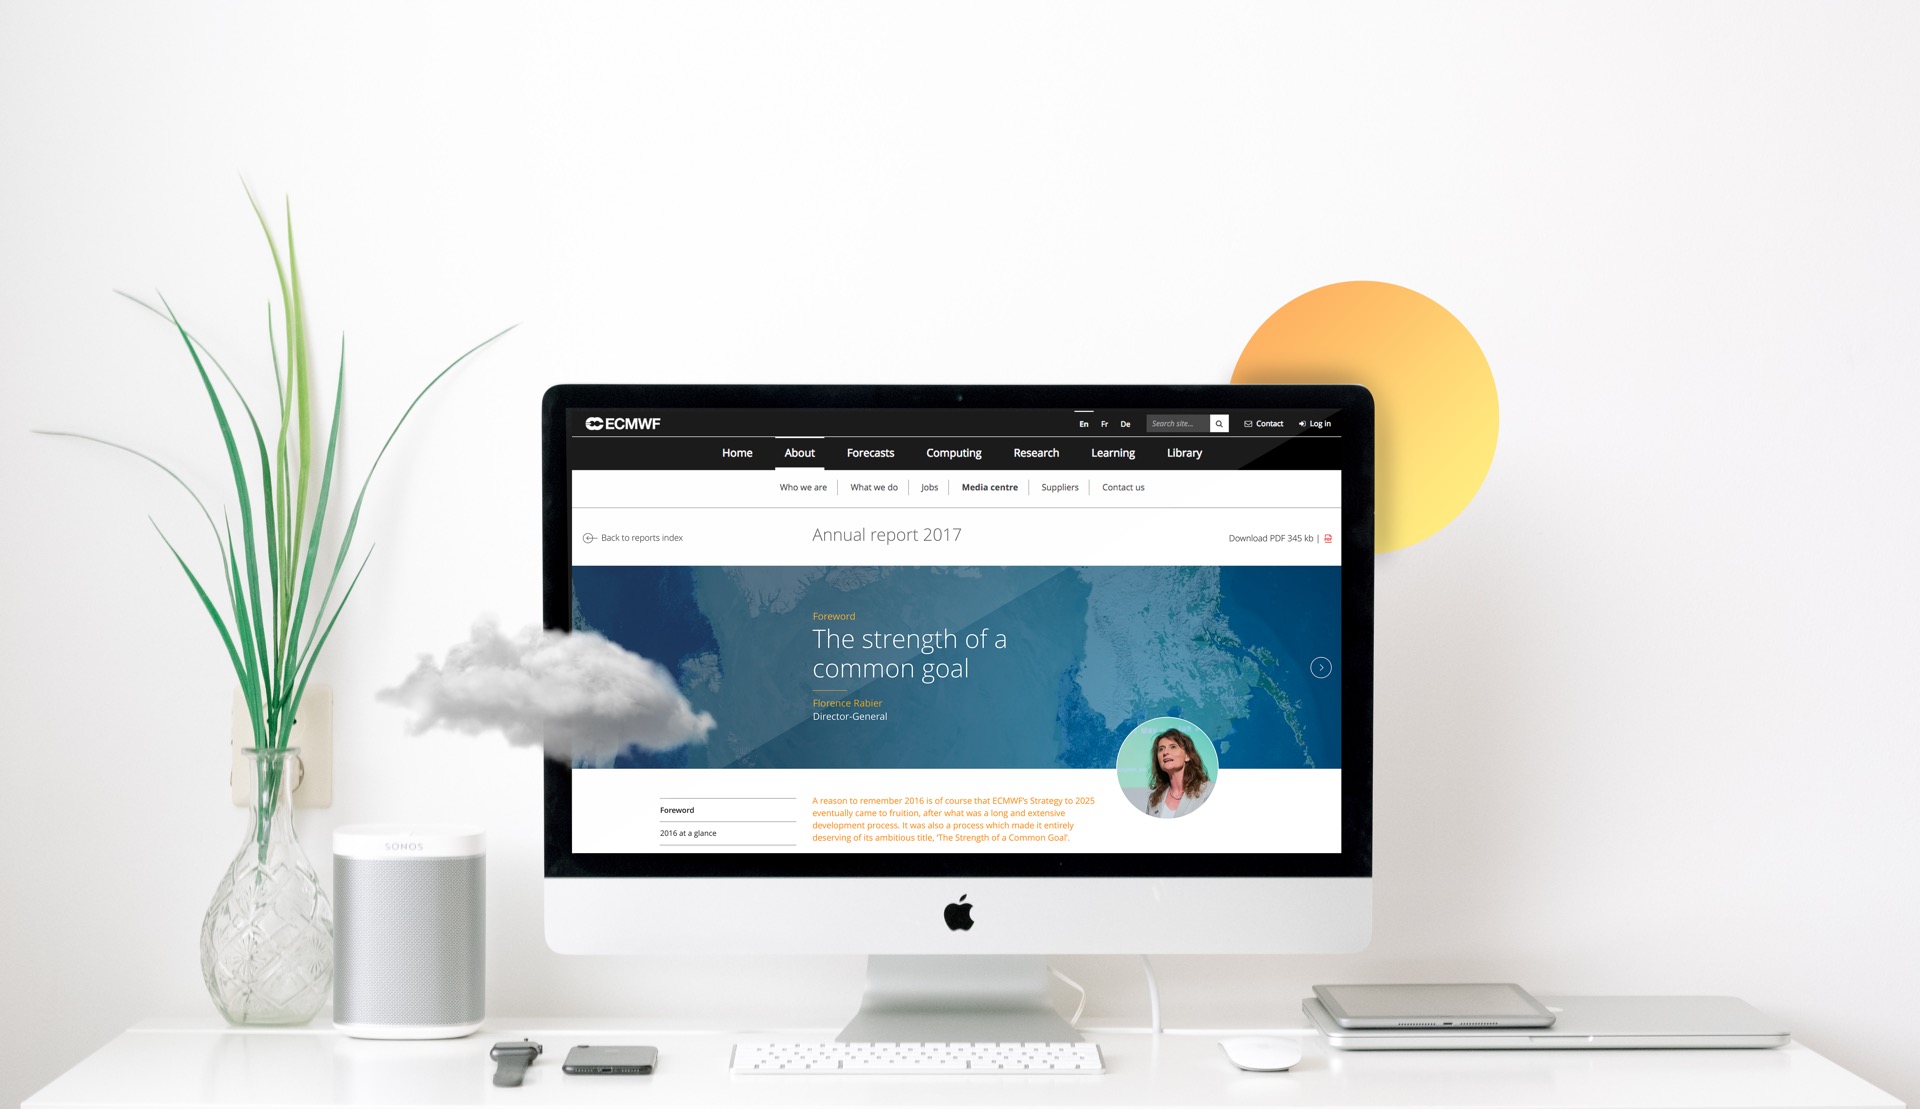 ECMWF
En Fr De Search site... Contact Log in
Home About Forecasts Computing Research Learning Library
Who we are What we do Jobs Media centre Suppliers Contact us
Back to reports index Annual report 2017 Download PDF 345 kb |
Foreword
The strength of a
common goal
Florence Rabier
Director-General
Foreword
2016 at a glance
A reason to remember 2016 is of course that ECMWF's Strategy to 2025
eventually came to fruition, after what was a long and extensive
development process. It was also a process which made it entirely
deserving of its ambitious title, 'The Strength of a Common Goal'.
SONOS